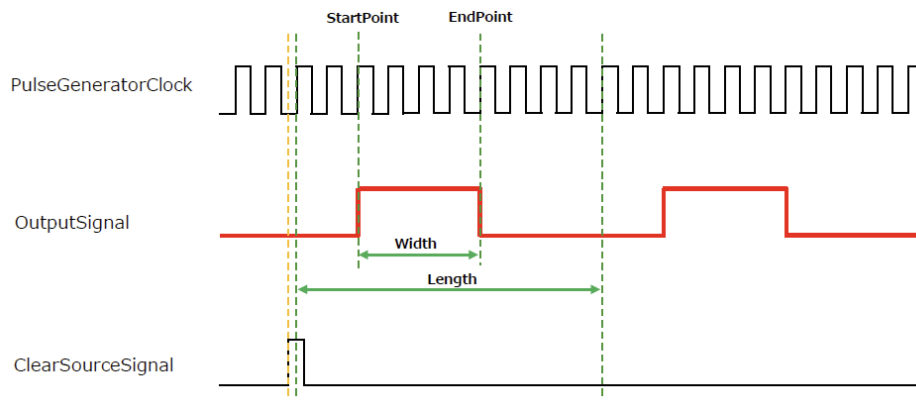 StartPoint
EndPoint
PulseGeneratorClock
OutputSignal
Width
Length
ClearSourceSignal